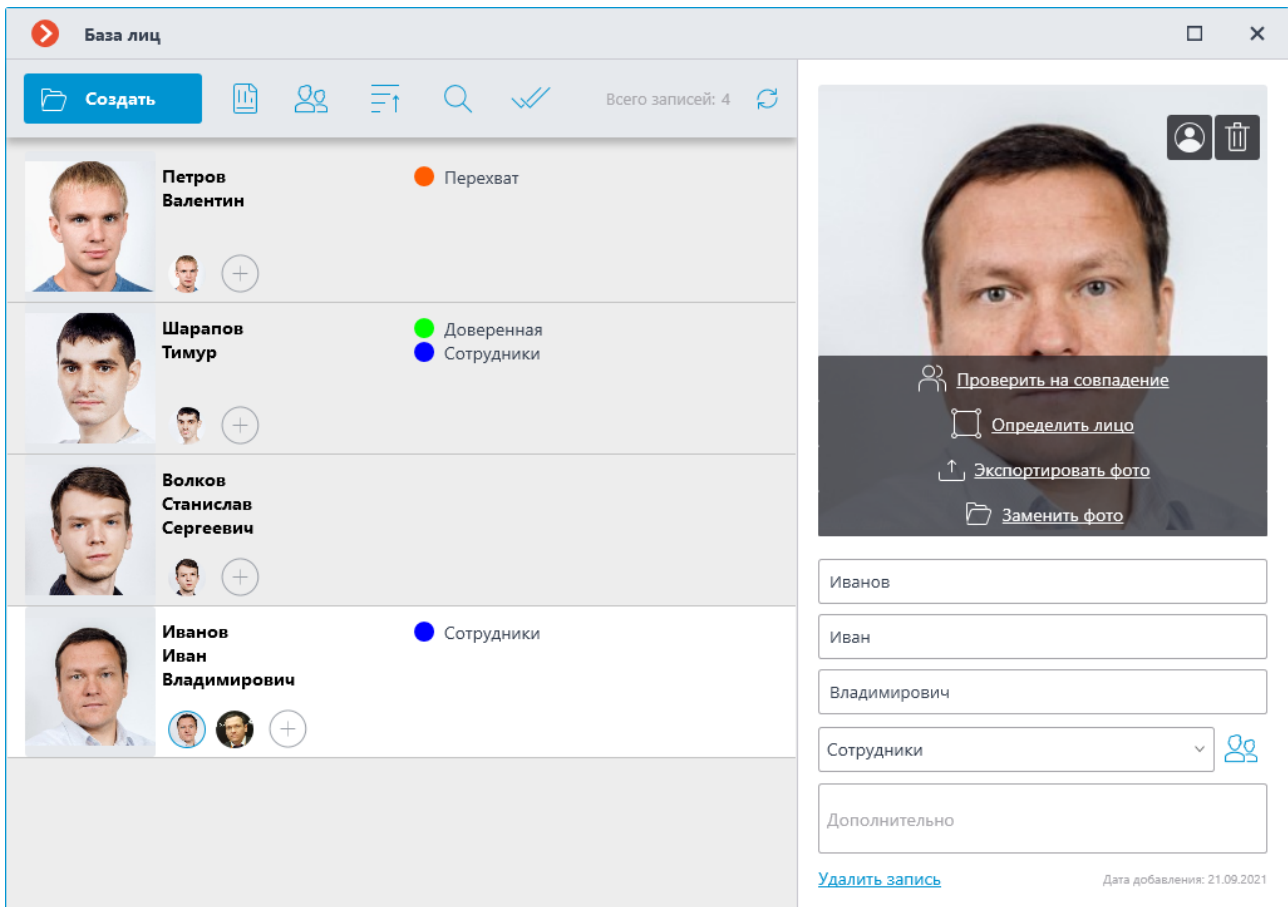 База лиц
Создать
Всего записей: 4
Петров
Валентин
Перехват
Шарапов
Тимур
Доверенная
Сотрудники
Волков
Станислав
Сергеевич
Иванов
Иван
Владимирович
Сотрудники
Проверить на совпадение
Определить лицо
Экспортировать фото
Заменить фото
Иванов
Иван
Владимирович
Сотрудники
Дополнительно
Удалить запись
Дата добавления: 21.09.2021